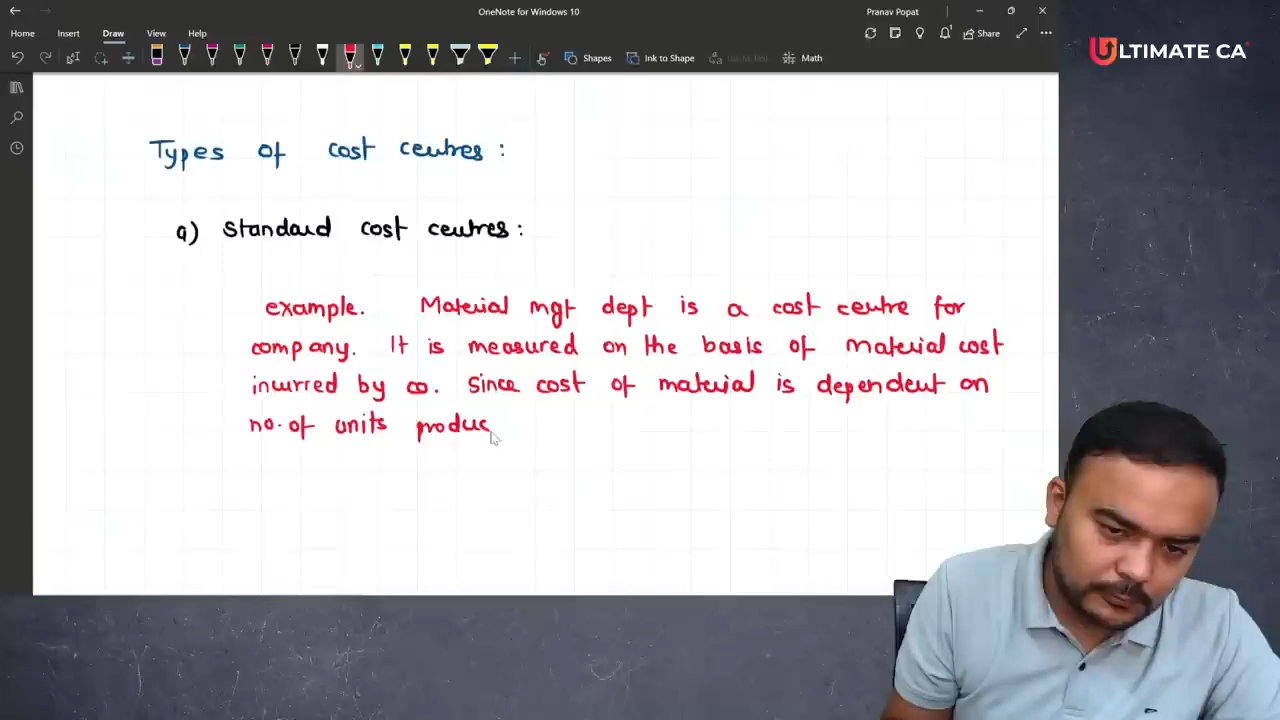 OneNote for Windows 10
Pranav Popat
Home Insert Draw View Help
Share
Shapes Ink to Shape Ink to Text Math
ULTIMATE CA
Types of cost centres:
a) standard cost centres:
example. Material mgt dept is a cost centre for
company. It is measured on the basis of material cost
incurred by co. Since cost of material is dependent on
no. of units produc